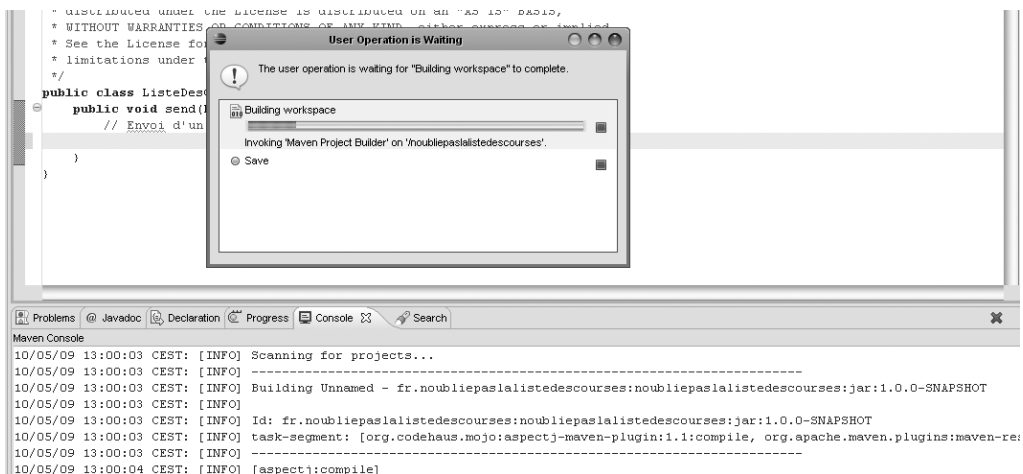 * distributed under the License is distributed on an "AS IS" BASIS,
* WITHOUT WARRANTIES OR CONDITIONS OF ANY KIND, either express or implied.
* See the License for
* limitations under
*/
public class ListeDes
public void send(
// Envoi d'un
}
}
User Operation is Waiting
The user operation is waiting for "Building workspace" to complete.
010
Building workspace
Invoking 'Maven Project Builder' on '/noubliepaslalistedescourses'.
Save
Problems @ Javadoc Declaration Progress Console Search
Maven Console
10/05/09 13:00:03 CEST: [INFO] Scanning for projects...
10/05/09 13:00:03 CEST: [INFO] ------------------------------------------------------------------------
10/05/09 13:00:03 CEST: [INFO] Building Unnamed - fr.noubliepaslalistedescourses:noubliepaslalistedescourses:jar:1.0.0-SNAPSHOT
10/05/09 13:00:03 CEST: [INFO]
10/05/09 13:00:03 CEST: [INFO] Id: fr.noubliepaslalistedescourses:noubliepaslalistedescourses:jar:1.0.0-SNAPSHOT
10/05/09 13:00:03 CEST: [INFO] task-segment: [org.codehaus.mojo:aspectj-maven-plugin:1.1:compile, org.apache.maven.plugins:maven-res
10/05/09 13:00:03 CEST: [INFO] ------------------------------------------------------------------------
10/05/09 13:00:04 CEST: [INFO] [aspectj:compile]